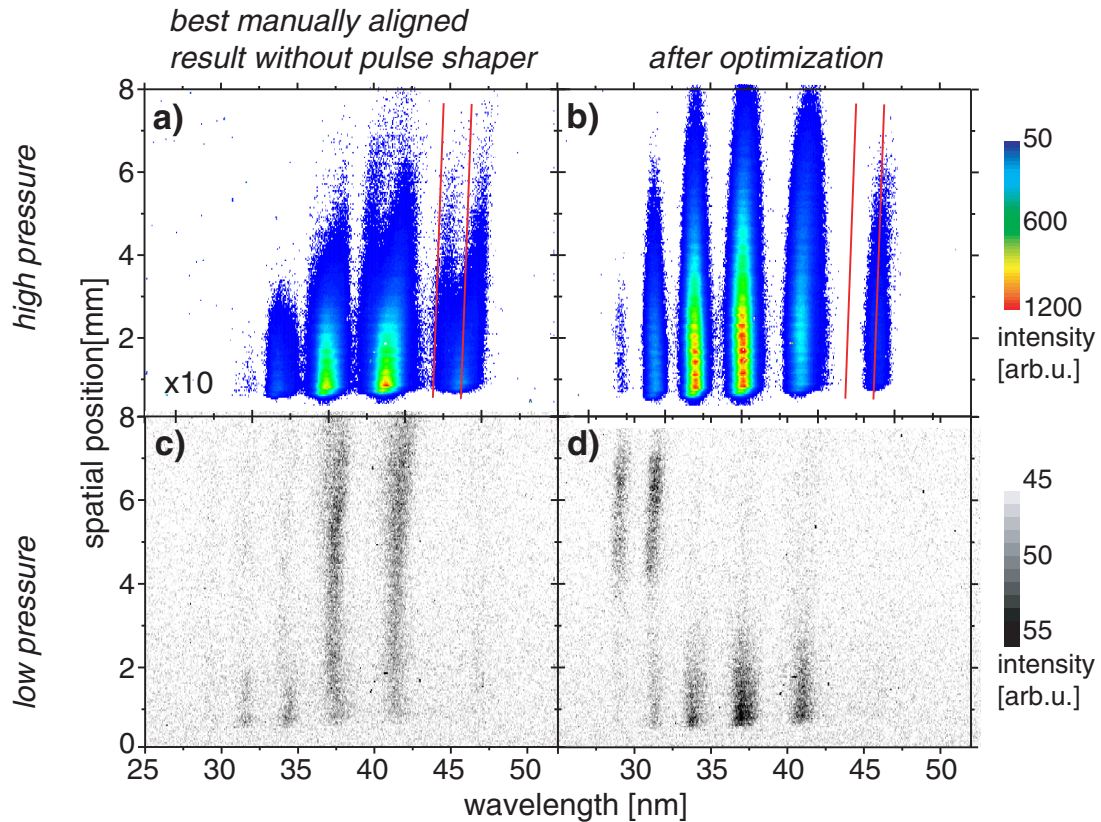 best manually aligned
result without pulse shaper
after optimization
high pressure
low pressure
spatial position[mm]
a)
b)
c)
d)
x10
8
6
4
2
8
6
4
2
0
25 30 35 40 45 50
30 35 40 45 50
wavelength [nm]
50
600
1200
intensity
[arb.u.]
45
50
55
intensity
[arb.u.]